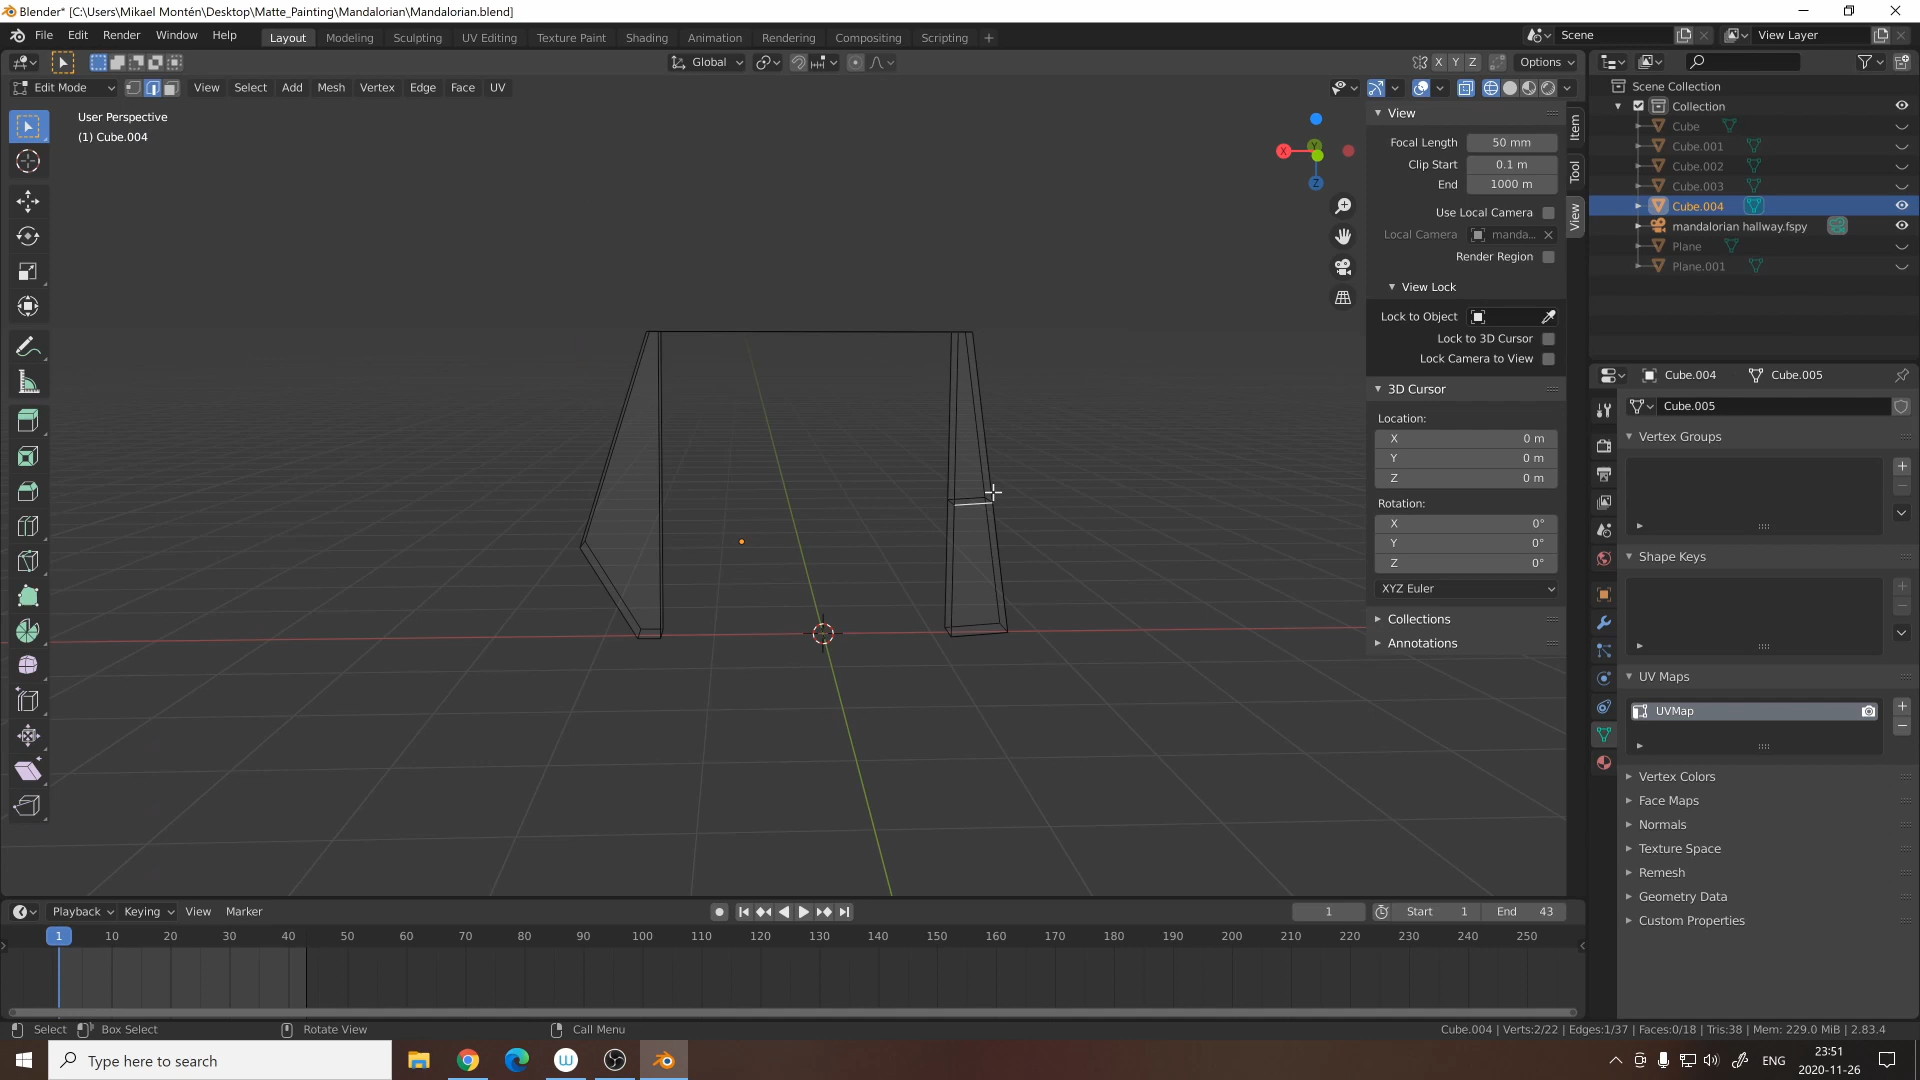 Blender* [C:\Users\Mikael Montén\Desktop\Matte_Painting\Mandalorian\Mandalorian.blend]
File Edit Render Window Help Layout Modeling Sculpting UV Editing Texture Paint Shading Animation Rendering Compositing Scripting + Scene View Layer
Global X Y Z Options
Edit Mode View Select Add Mesh Vertex Edge Face UV
User Perspective
(1) Cube.004
X
Y
Z
View
Focal Length 50 mm
Clip Start 0.1 m
End 1000 m
Use Local Camera
Local Camera manda...
Render Region
View Lock
Lock to Object
Lock to 3D Cursor
Lock Camera to View
3D Cursor
Location:
X 0 m
Y 0 m
Z 0 m
Rotation:
X 0°
Y 0°
Z 0°
XYZ Euler
Collections
Annotations
Item
Tool
View
Scene Collection
Collection
Cube
Cube.001
Cube.002
Cube.003
Cube.004
mandalorian hallway.fspy
Plane
Plane.001
Cube.004 Cube.005
Cube.005
Vertex Groups
Shape Keys
UV Maps
UVMap
Vertex Colors
Face Maps
Normals
Texture Space
Remesh
Geometry Data
Custom Properties
Playback Keying View Marker 1 Start 1 End 43
1 10 20 30 40 50 60 70 80 90 100 110 120 130 140 150 160 170 180 190 200 210 220 230 240 250
Select Box Select Rotate View Call Menu Cube.004 | Verts:2/22 | Edges:1/37 | Faces:0/18 | Tris:38 | Mem: 229.0 MiB | 2.83.4
Type here to search
ENG
23:51
2020-11-26